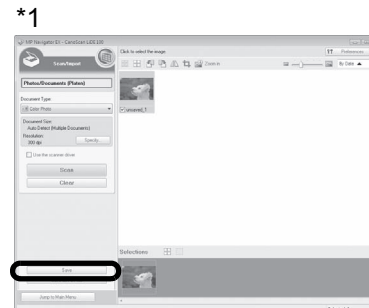 *1
MP Navigator EX - CanoScan LiDE 100
Scan/Import
Click to select the image.
Preferences
Zoom in
By Date
Photos/Documents (Platen)
Document Type
Color Photo
Document Size:
Auto Detect (Multiple Documents)
Resolution:
300 dpi
Specify...
Use the scanner driver
Scan
Clear
unsaved_1
Selections
Save
Jump to Main Menu